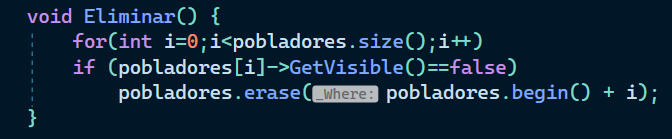 void Eliminar() {
for(int i=0;i<pobladores.size();i++)
if (pobladores[i]->GetVisible()==false)
pobladores.erase(_Where: pobladores.begin() + i);
}